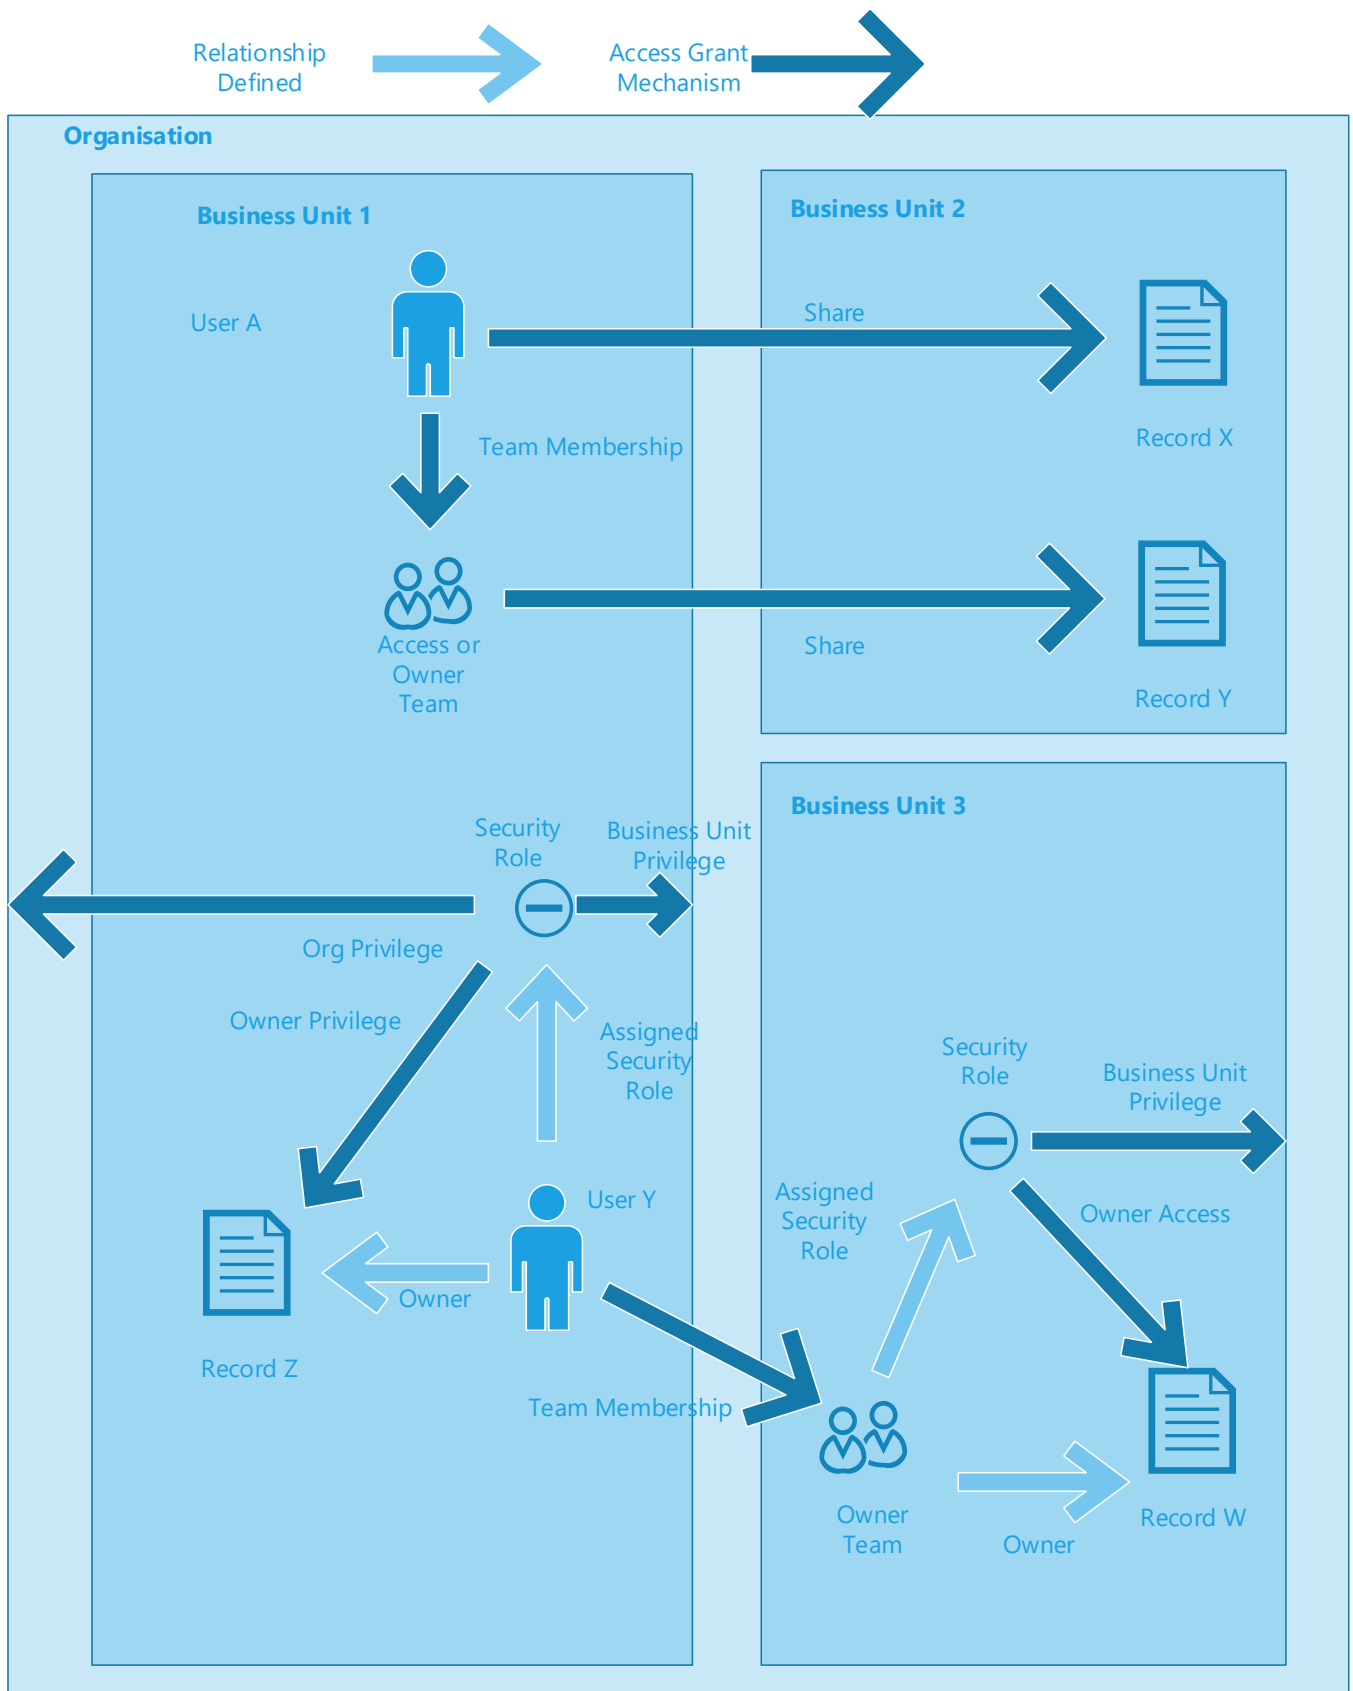 Relationship
Defined
Access Grant
Mechanism
Organisation
Business Unit 1
Business Unit 2
User A
Share
Record X
Team Membership
Access or
Owner
Team
Share
Record Y
Business Unit 3
Security
Role
Business Unit
Privilege
Org Privilege
Owner Privilege
Assigned
Security
Role
Security
Role
Business Unit
Privilege
User Y
Assigned
Security
Role
Owner Access
Owner
Record Z
Team Membership
Owner
Team
Owner
Record W